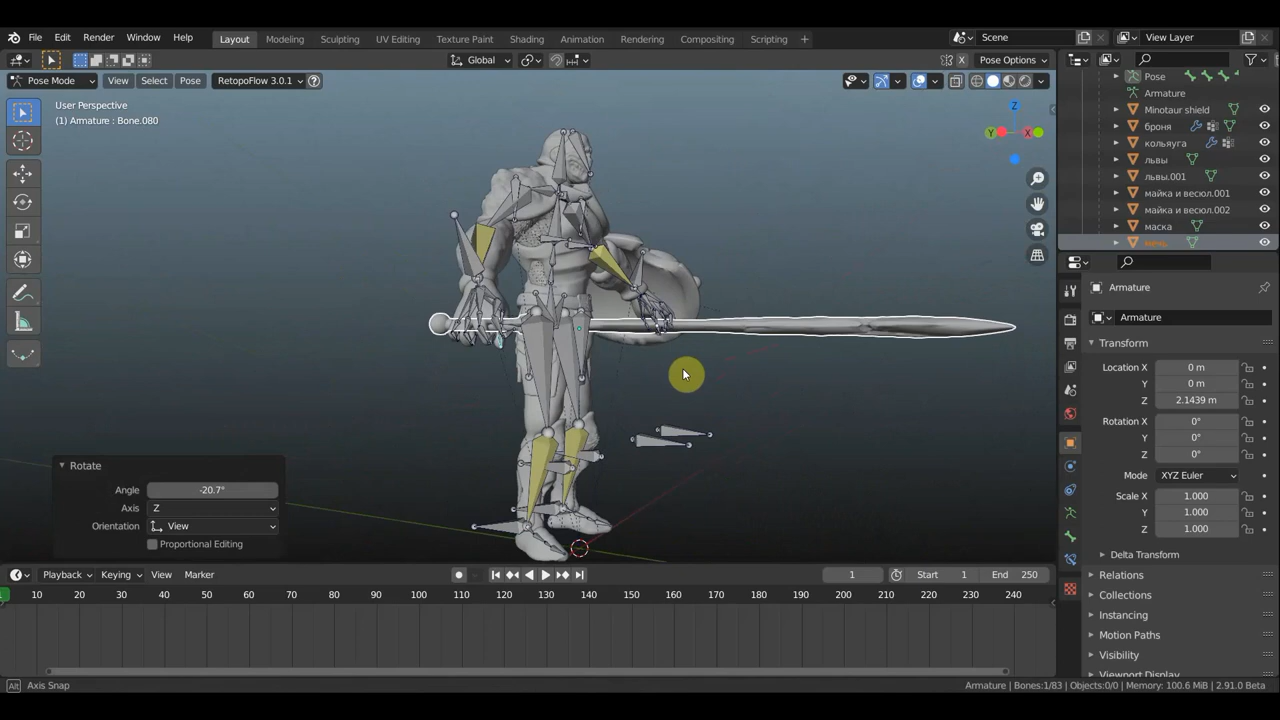 File Edit Render Window Help Layout Modeling Sculpting UV Editing Texture Paint Shading Animation Rendering Compositing Scripting + Scene View Layer
Global X Pose Options
Pose Mode View Select Pose RetopoFlow 3.0.1 ?
User Perspective
(1) Armature : Bone.080
Z
Y X
Pose
Armature
Minotaur shield
броня
кольяуга
львы
львы.001
майка и весюл.001
майка и весюл.002
маска
Armature
Armature
Transform
Location X 0 m
Y 0 m
Z 2.1439 m
Rotation X 0°
Y 0°
Z 0°
Mode XYZ Euler
Scale X 1.000
Y 1.000
Z 1.000
Delta Transform
Relations
Collections
Instancing
Motion Paths
Visibility
Viewport Display
Rotate
Angle -20.7°
Axis Z
Orientation View
Proportional Editing
Playback Keying View Marker 1 Start 1 End 250
1 10 20 30 40 50 60 70 80 90 100 110 120 130 140 150 160 170 180 190 200 210 220 230 240
Alt Axis Snap
Armature | Bones:1/83 | Objects:0/0 | Memory: 100.6 MiB | 2.91.0 Beta